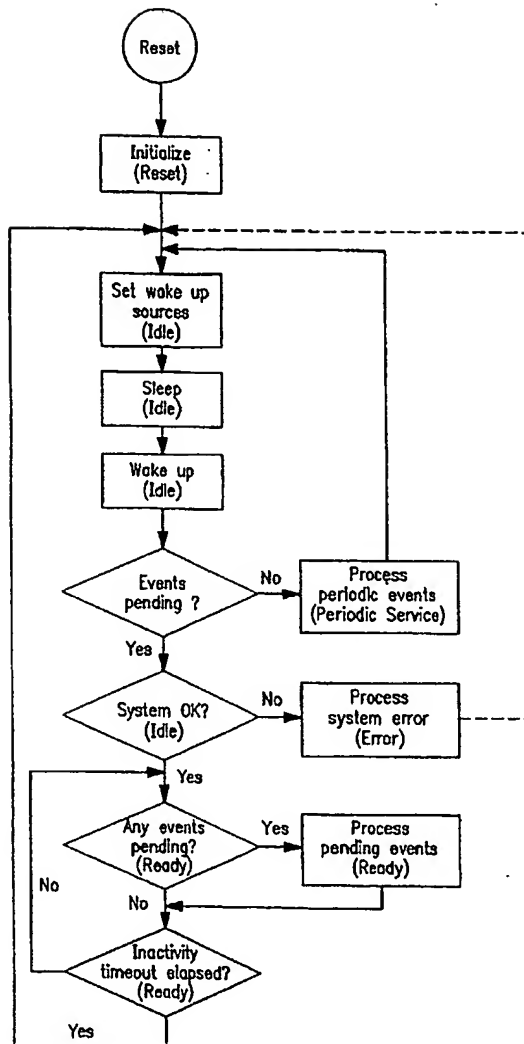 Reset
Initialize
(Reset)
Set wake up
sources
(Idle)
Sleep
(Idle)
Wake up
(Idle)
Events
pending ?
No
Process
periodic events
(Periodic Service)
Yes
System OK?
(Idle)
No
Process
system error
(Error)
Yes
Any events
pending?
(Ready)
Yes
Process
pending events
(Ready)
No
No
Inactivity
timeout elapsed?
(Ready)
Yes